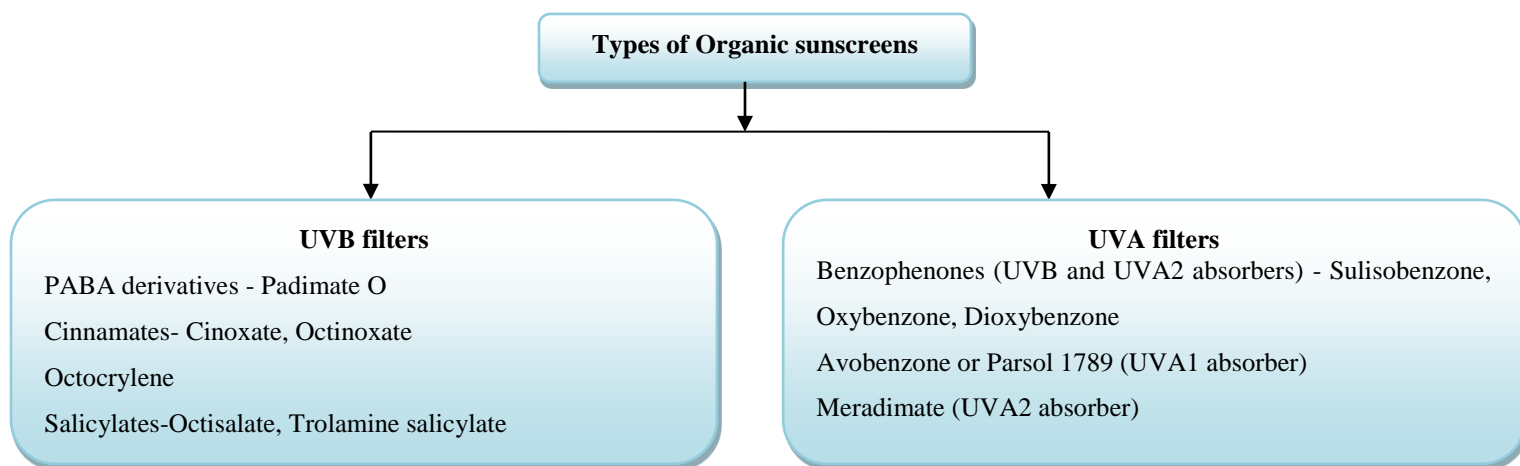 Types of Organic sunscreens
UVB filters
PABA derivatives - Padimate O
Cinnamates- Cinoxate, Octinoxate
Octocrylene
Salicylates-Octisalate, Trolamine salicylate
UVA filters
Benzophenones (UVB and UVA2 absorbers) - Sulisobenzone,
Oxybenzone, Dioxybenzone
Avobenzone or Parsol 1789 (UVA1 absorber)
Meradimate (UVA2 absorber)